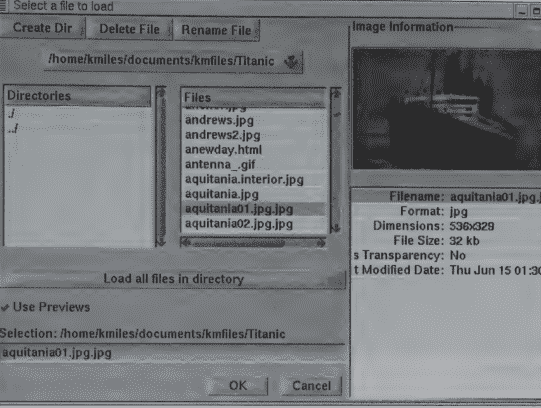 Select a file to load
Create Dir
Delete File
Rename File
Image Information
/home/kmiles/documents/kmfiles/Titanic
Directories
./
../
Files
andrews.jpg
andrews2.jpg
anewday.html
antenna_.gif
aquitania.interior.jpg
aquitania.jpg
aquitania01.jpg.jpg
aquitania02.jpg.jpg
Load all files in directory
Use Previews
Selection: /home/kmiles/documents/kmfiles/Titanic
aquitania01.jpg.jpg
OK
Cancel
Filename: aquitania01.jpg.j
Format: jpg
Dimensions: 536x329
File Size: 32 kb
s Transparency: No
t Modified Date: Thu Jun 15 01:30